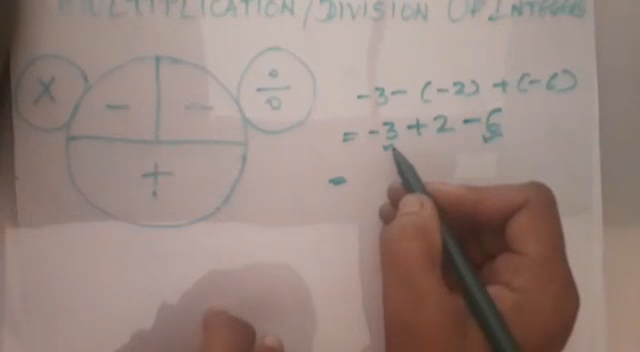 MULTIPLICATION/DIVISION OF INTEGERS
× - - ÷
+
-3-(-2)+(-6)
= -3+2-6
=